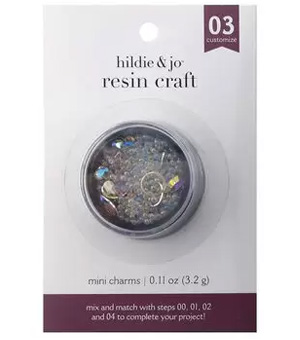 03
customize
hildie & jo
resin craft
mini charms | 0.11 oz (3.2 g)
mix and match with steps 00, 01, 02
and 04 to complete your project!